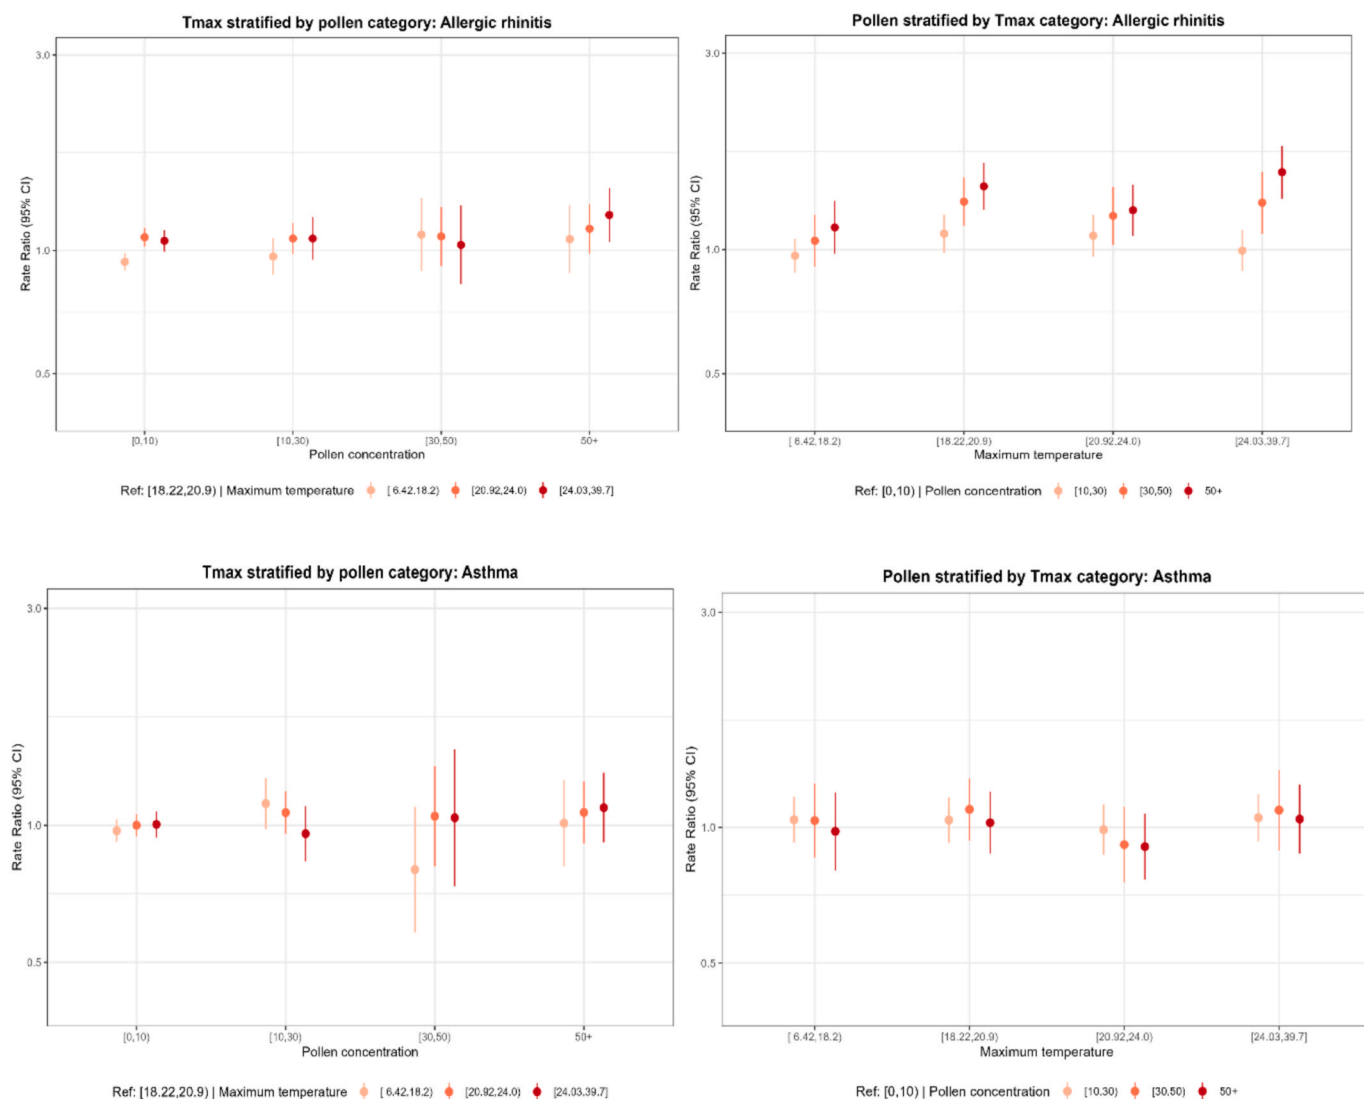 Tmax stratified by pollen category: Allergic rhinitis
3.0
1.0
0.5
Rate Ratio (95% CI)
[0,10)
[10,30)
[30,50)
50+
Pollen concentration
Ref: [18.22,20.9) | Maximum temperature [ 6.42,18.2) [20.92,24.0) [24.03,39.7]
Pollen stratified by Tmax category: Allergic rhinitis
3.0
1.0
0.5
Rate Ratio (95% CI)
[ 6.42,18.2)
[18.22,20.9)
[20.92,24.0)
[24.03,39.7]
Maximum temperature
Ref: [0,10) | Pollen concentration [10,30) [30,50) 50+
Tmax stratified by pollen category: Asthma
3.0
1.0
0.5
Rate Ratio (95% CI)
[0,10)
[10,30)
[30,50)
50+
Pollen concentration
Ref: [18.22,20.9) | Maximum temperature [ 6.42,18.2) [20.92,24.0) [24.03,39.7]
Pollen stratified by Tmax category: Asthma
3.0
1.0
0.5
Rate Ratio (95% CI)
[ 6.42,18.2)
[18.22,20.9)
[20.92,24.0)
[24.03,39.7]
Maximum temperature
Ref: [0,10) | Pollen concentration [10,30) [30,50) 50+